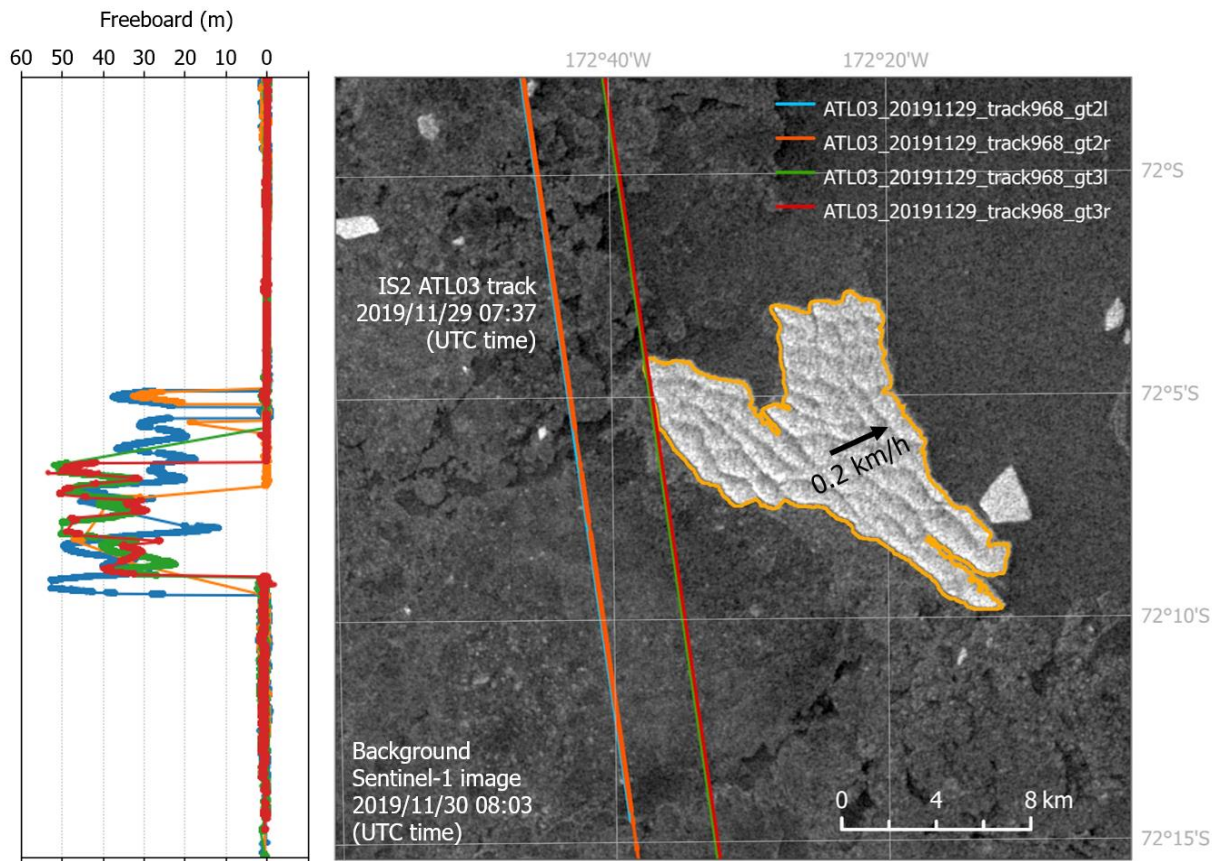 Freeboard (m)
60 50 40 30 20 10 0
172°40'W 172°20'W
ATL03_20191129_track968_gt2l
ATL03_20191129_track968_gt2r
ATL03_20191129_track968_gt3l
ATL03_20191129_track968_gt3r
72°S
IS2 ATL03 track
2019/11/29 07:37
(UTC time)
72°5'S
0.2 km/h
72°10'S
Background
Sentinel-1 image
2019/11/30 08:03
(UTC time)
0 4 8 km
72°15'S